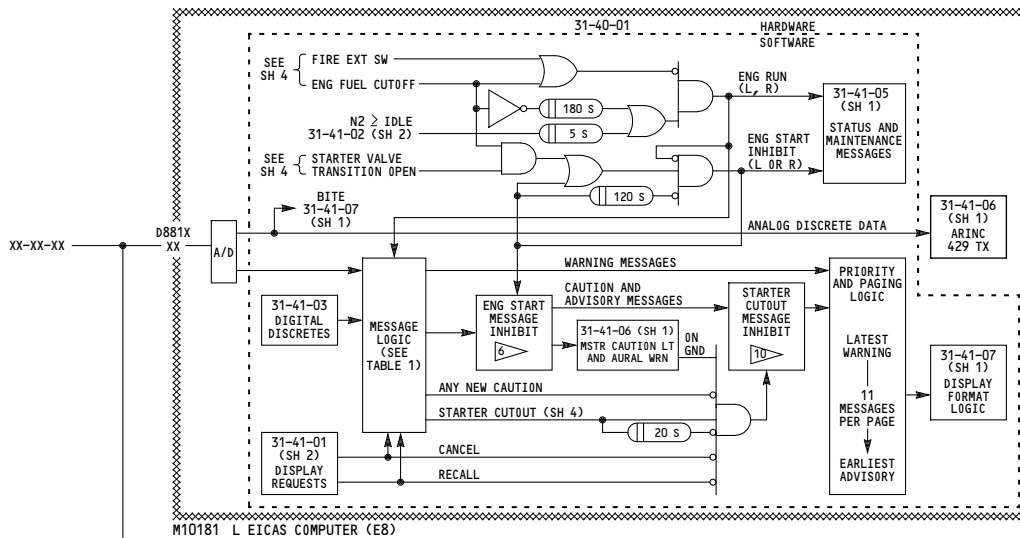 31-40-01
HARDWARE
SOFTWARE
SEE
SH 4
FIRE EXT SW
ENG FUEL CUTOFF
180 S
N2 ≥ IDLE
31-41-02 (SH 2)
5 S
ENG RUN
(L, R)
31-41-05
(SH 1)
STATUS AND
MAINTENANCE
MESSAGES
SEE
SH 4
STARTER VALVE
TRANSITION OPEN
ENG START
INHIBIT
(L OR R)
120 S
BITE
31-41-07
(SH 1)
ANALOG DISCRETE DATA
31-41-06
(SH 1)
ARINC
429 TX
XX-XX-XX
D881X
XX
A/D
WARNING MESSAGES
31-41-03
DIGITAL
DISCRETES
MESSAGE
LOGIC
(SEE
TABLE 1)
ENG START
MESSAGE
INHIBIT
6
CAUTION AND
ADVISORY MESSAGES
31-41-06 (SH 1)
MSTR CAUTION LT
AND AURAL WRN
ON
GND
STARTER
CUTOUT
MESSAGE
INHIBIT
10
PRIORITY
AND PAGING
LOGIC
LATEST
WARNING
11
MESSAGES
PER PAGE
EARLIEST
ADVISORY
31-41-07
(SH 1)
DISPLAY
FORMAT
LOGIC
ANY NEW CAUTION
STARTER CUTOUT (SH 4)
20 S
31-41-01
(SH 2)
DISPLAY
REQUESTS
CANCEL
RECALL
M10181 L EICAS COMPUTER (E8)